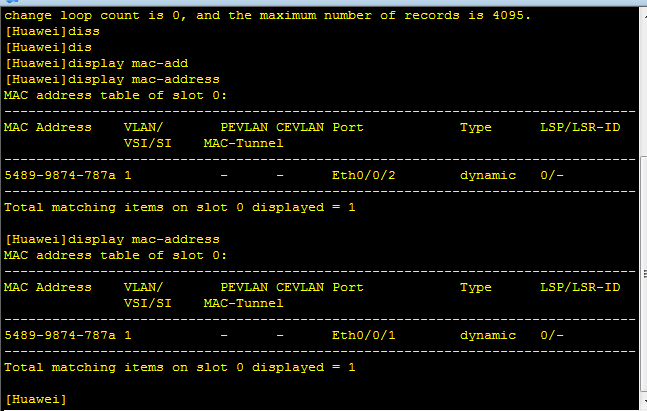 change loop count is 0, and the maximum number of records is 4095.
[Huawei]diss
[Huawei]dis
[Huawei]display mac-add
[Huawei]display mac-address
MAC address table of slot 0:
-------------------------------------------------------------------------------
MAC Address    VLAN/       PEVLAN CEVLAN Port            Type      LSP/LSR-ID
               VSI/SI    MAC-Tunnel
-------------------------------------------------------------------------------
5489-9874-787a 1           -      -      Eth0/0/2        dynamic   0/-
-------------------------------------------------------------------------------
Total matching items on slot 0 displayed = 1
[Huawei]display mac-address
MAC address table of slot 0:
-------------------------------------------------------------------------------
MAC Address    VLAN/       PEVLAN CEVLAN Port            Type      LSP/LSR-ID
               VSI/SI    MAC-Tunnel
-------------------------------------------------------------------------------
5489-9874-787a 1           -      -      Eth0/0/1        dynamic   0/-
-------------------------------------------------------------------------------
Total matching items on slot 0 displayed = 1
[Huawei]